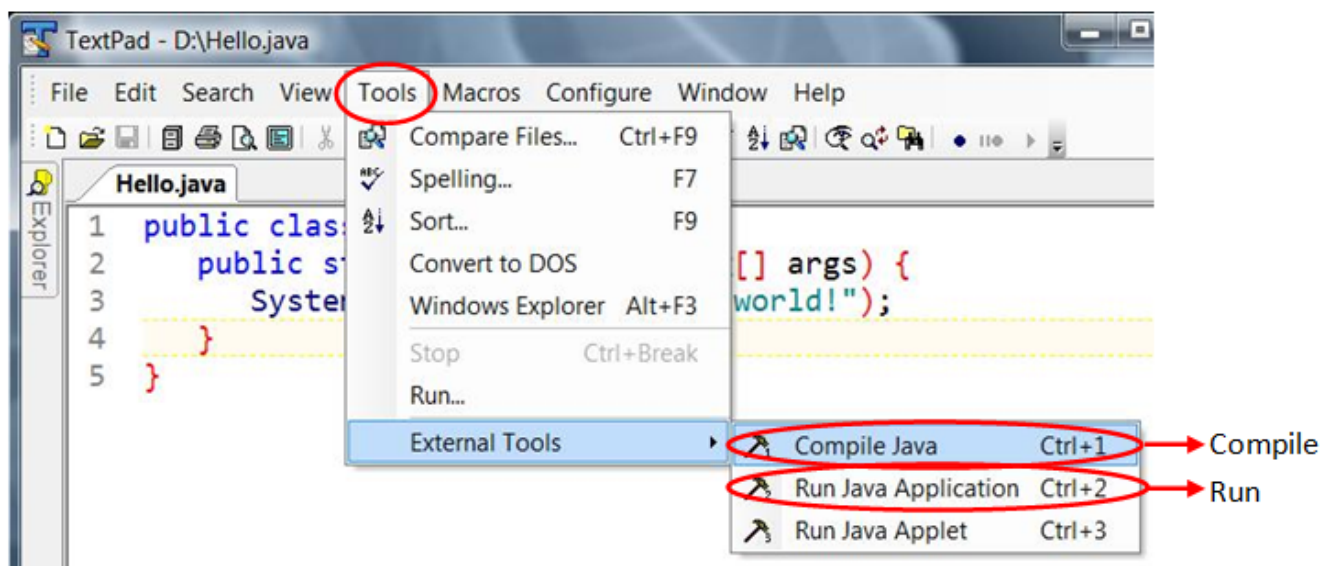 TextPad - D:\Hello.java
File Edit Search View Tools Macros Configure Window Help
Explorer
Hello.java
1 public clas
2 public st [] args) {
3 System world!");
4 }
5 }
Compare Files... Ctrl+F9
Spelling... F7
Sort... F9
Convert to DOS
Windows Explorer Alt+F3
Stop Ctrl+Break
Run...
External Tools
Compile Java Ctrl+1
Run Java Application Ctrl+2
Run Java Applet Ctrl+3
Compile
Run